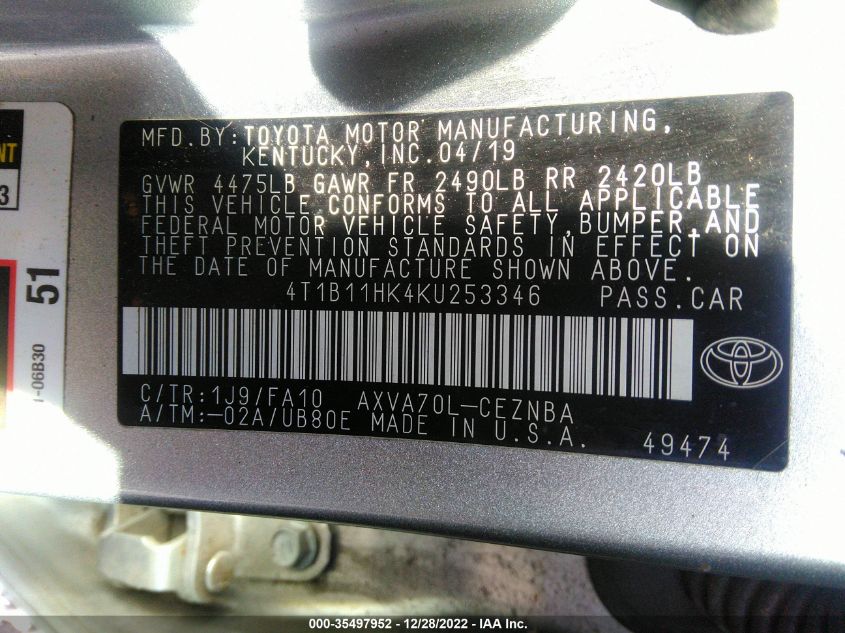 MFD.BY:TOYOTA MOTOR MANUFACTURING,
KENTUCKY,INC.04/19
GVWR 4475LB GAWR FR 2490LB RR 2420LB
THIS VEHICLE CONFORMS TO ALL APPLICABLE
FEDERAL MOTOR VEHICLE SAFETY,BUMPER,AND
THEFT PREVENTION STANDARDS IN EFFECT ON
THE DATE OF MANUFACTURE SHOWN ABOVE.
4T1B11HK4KU253346 PASS.CAR
C/TR:1J9/FA10 AXVA70L-CEZNBA
A/TM:-02A/UB80E MADE IN U.S.A.
49474
51
-06B30
000-35497952 / 12/28/2022 - IAA Inc.